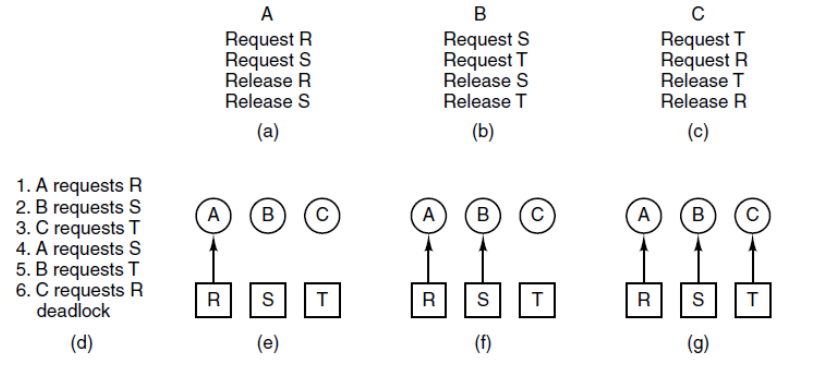 A
Request R
Request S
Release R
Release S
(a)
B
Request S
Request T
Release S
Release T
(b)
C
Request T
Request R
Release T
Release R
(c)
1. A requests R
2. B requests S
3. C requests T
4. A requests S
5. B requests T
6. C requests R
deadlock
(d)
A B C
R S T
(e)
A B C
R S T
(f)
A B C
R S T
(g)